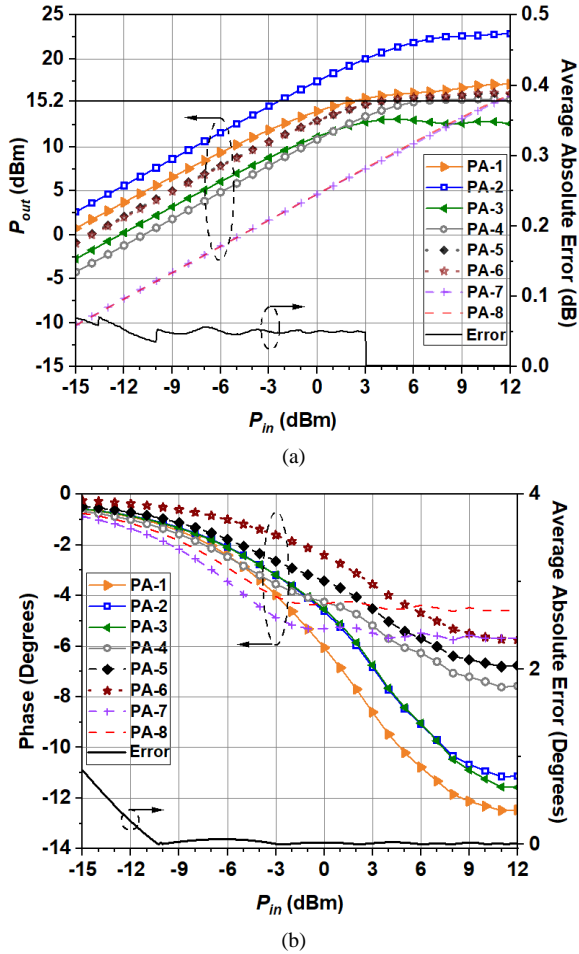 25
20
15.2
10
5
0
-5
-10
-15
P_out (dBm)
0.5
0.4
0.3
0.2
0.1
0.0
Average Absolute Error (dB)
PA-1
PA-2
PA-3
PA-4
PA-5
PA-6
PA-7
PA-8
Error
-15 -12 -9 -6 -3 0 3 6 9 12
P_in (dBm)
(a)
0
-2
-4
-6
-8
-10
-12
-14
Phase (Degrees)
4
2
0
Average Absolute Error (Degrees)
PA-1
PA-2
PA-3
PA-4
PA-5
PA-6
PA-7
PA-8
Error
-15 -12 -9 -6 -3 0 3 6 9 12
P_in (dBm)
(b)